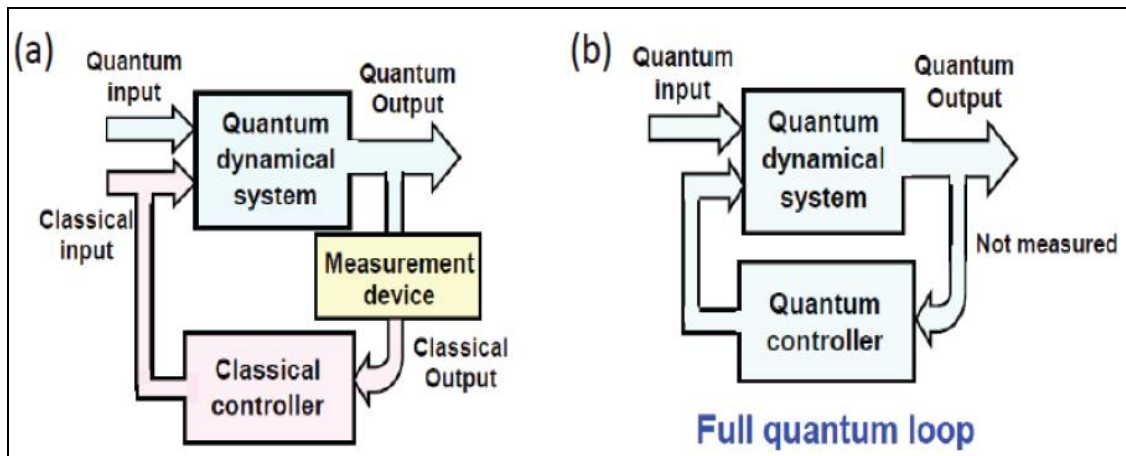 (a)
Quantum
input
Quantum
Output
Quantum
dynamical
system
Classical
input
Measurement
device
Classical
Output
Classical
controller
(b)
Quantum
input
Quantum
Output
Quantum
dynamical
system
Not measured
Quantum
controller
Full quantum loop